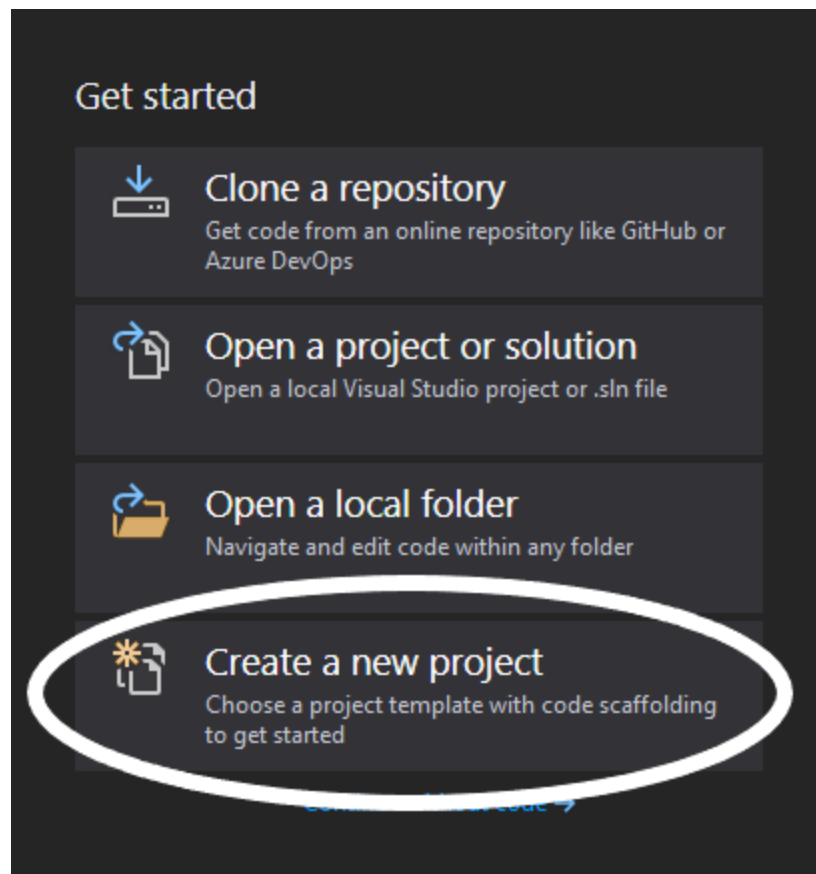 Get started
Clone a repository
Get code from an online repository like GitHub or
Azure DevOps
Open a project or solution
Open a local Visual Studio project or .sln file
Open a local folder
Navigate and edit code within any folder
Create a new project
Choose a project template with code scaffolding
to get started
code →